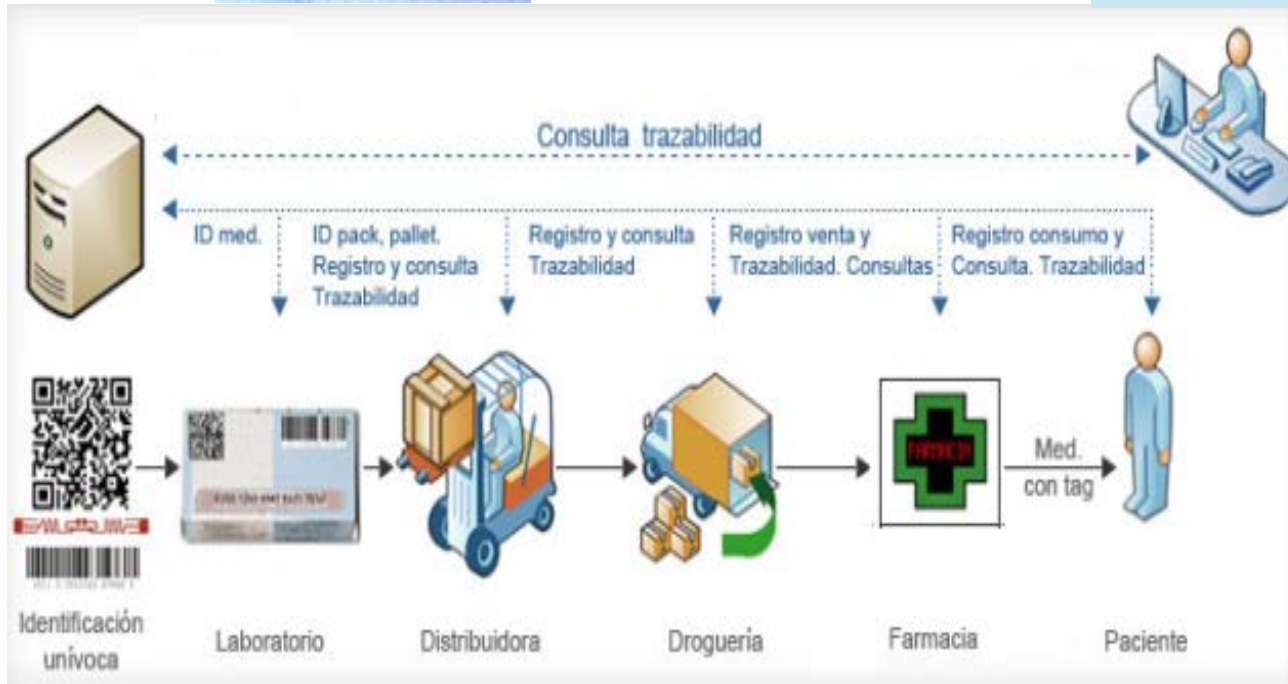 Consulta trazabilidad
ID med.
ID pack, pallet.
Registro y consulta
Trazabilidad
Registro y consulta
Trazabilidad
Registro venta y
Trazabilidad. Consultas
Registro consumo y
Consulta. Trazabilidad
FARMACIA
Med.
con tag
Identificación
unívoca
Laboratorio
Distribuidora
Droguería
Farmacia
Paciente